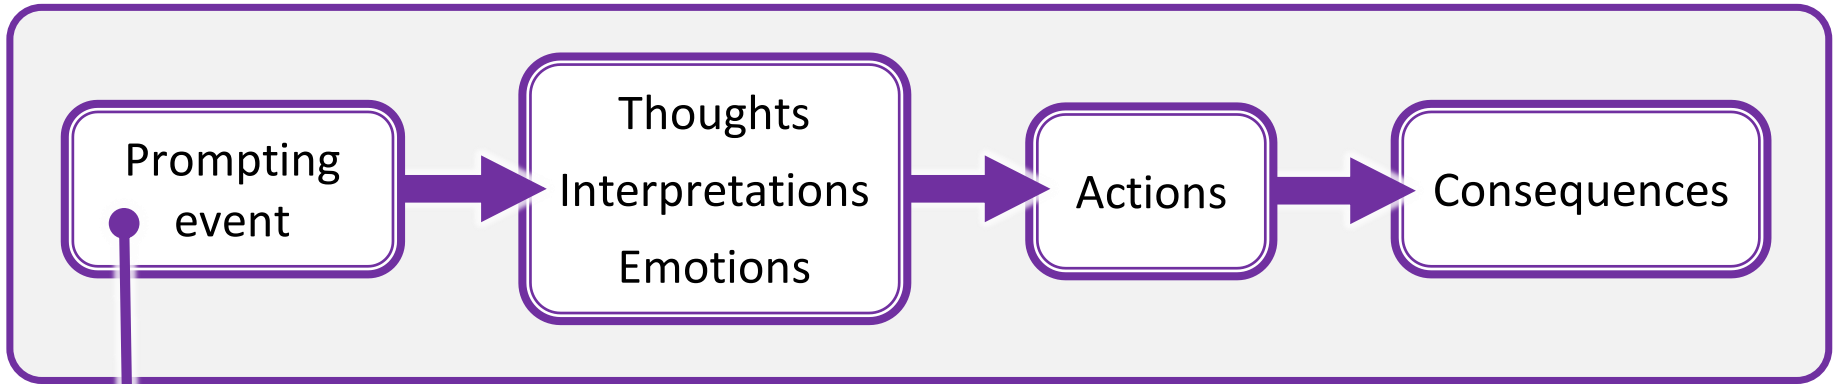 Prompting
event
Thoughts
Interpretations
Emotions
Actions
Consequences